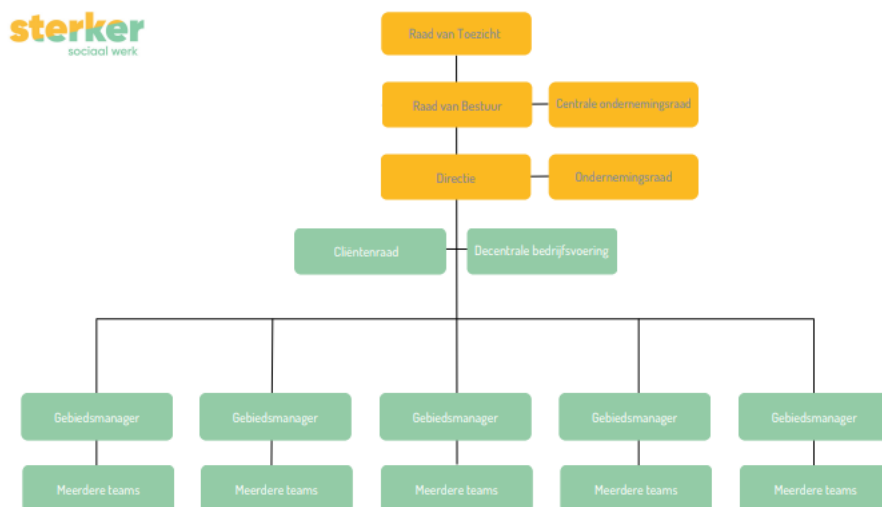 sterker
sociaal werk
Raad van Toezicht
Raad van Bestuur
Centrale ondernemingsraad
Directie
Ondernemingsraad
Cliëntenraad
Decentrale bedrijfsvoering
Gebiedsmanager
Gebiedsmanager
Gebiedsmanager
Gebiedsmanager
Gebiedsmanager
Meerdere teams
Meerdere teams
Meerdere teams
Meerdere teams
Meerdere teams